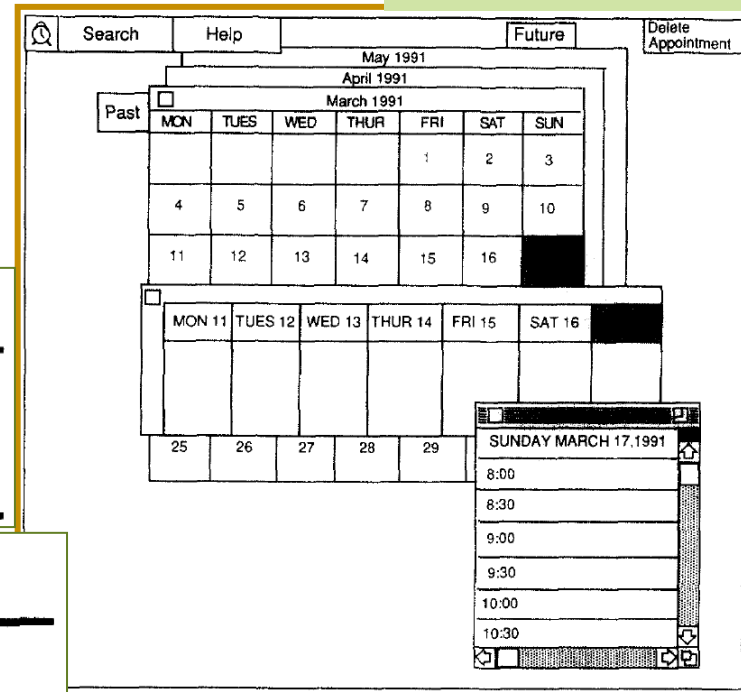 Search Help Future Delete
Appointment
May 1991
April 1991
Past March 1991
MON TUES WED THUR FRI SAT SUN
1 2 3
4 5 6 7 8 9 10
11 12 13 14 15 16
MON 11 TUES 12 WED 13 THUR 14 FRI 15 SAT 16
25 26 27 28 29
SUNDAY MARCH 17,1991
8:00
8:30
9:00
9:30
10:00
10:30